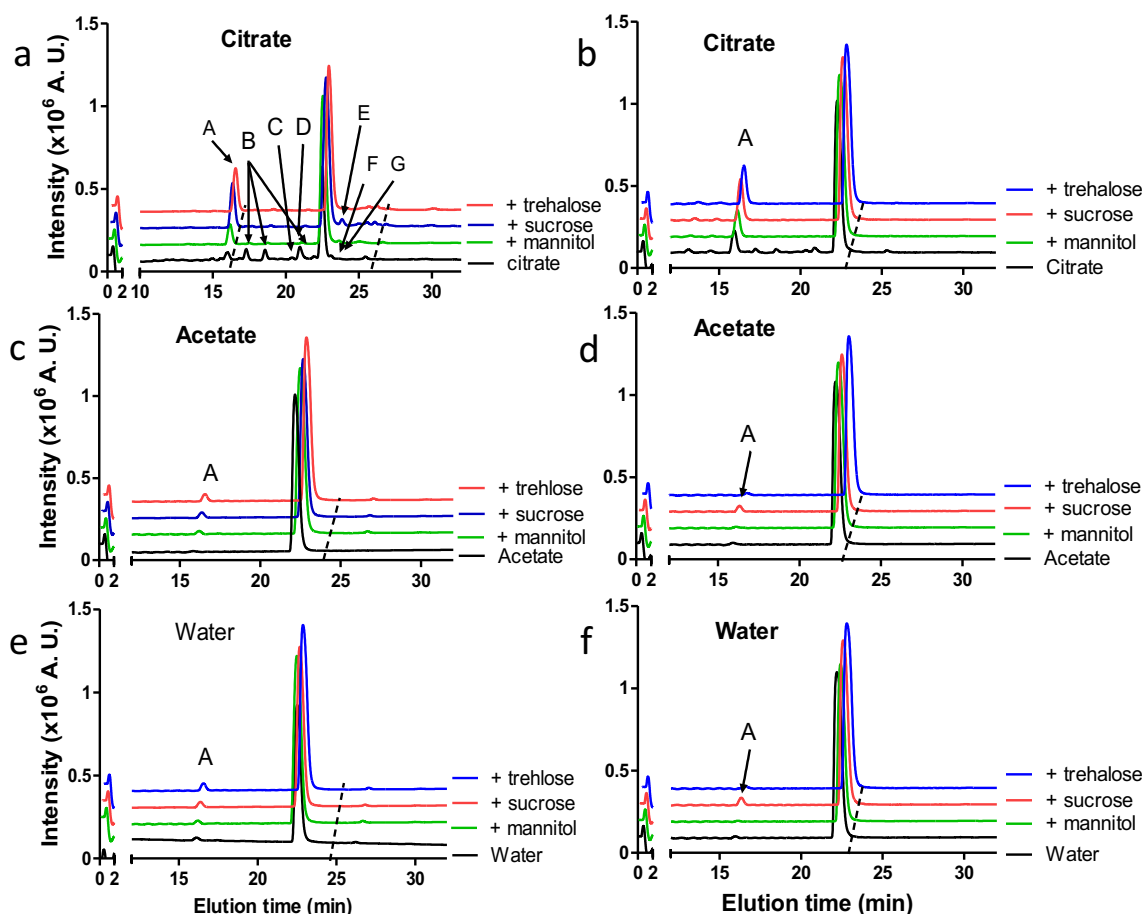 a
Citrate
Intensity (x10⁶ A. U.)
1.5
1
0.5
0
A
B
C
D
E
F
G
+ trehalose
+ sucrose
+ mannitol
citrate
0 2 10 15 20 25 30
b
Citrate
1.5
1
0.5
0
A
+ trehalose
+ sucrose
+ mannitol
Citrate
0 2 15 20 25 30
c
Acetate
Intensity (x10⁶ A. U.)
1.5
1
0.5
0
A
+ trehlose
+ sucrose
+ mannitol
Acetate
0 2 15 20 25 30
d
Acetate
1.5
1
0.5
0
A
+ trehalose
+ sucrose
+ mannitol
Acetate
0 2 15 20 25 30
e
Water
Intensity (x10⁶ A. U.)
1.5
1
0.5
0
A
+ trehlose
+ sucrose
+ mannitol
Water
0 2 15 20 25 30
Elution time (min)
f
Water
1.5
1
0.5
0
A
+ trehalose
+ sucrose
+ mannitol
Water
0 2 15 20 25 30
Elution time (min)